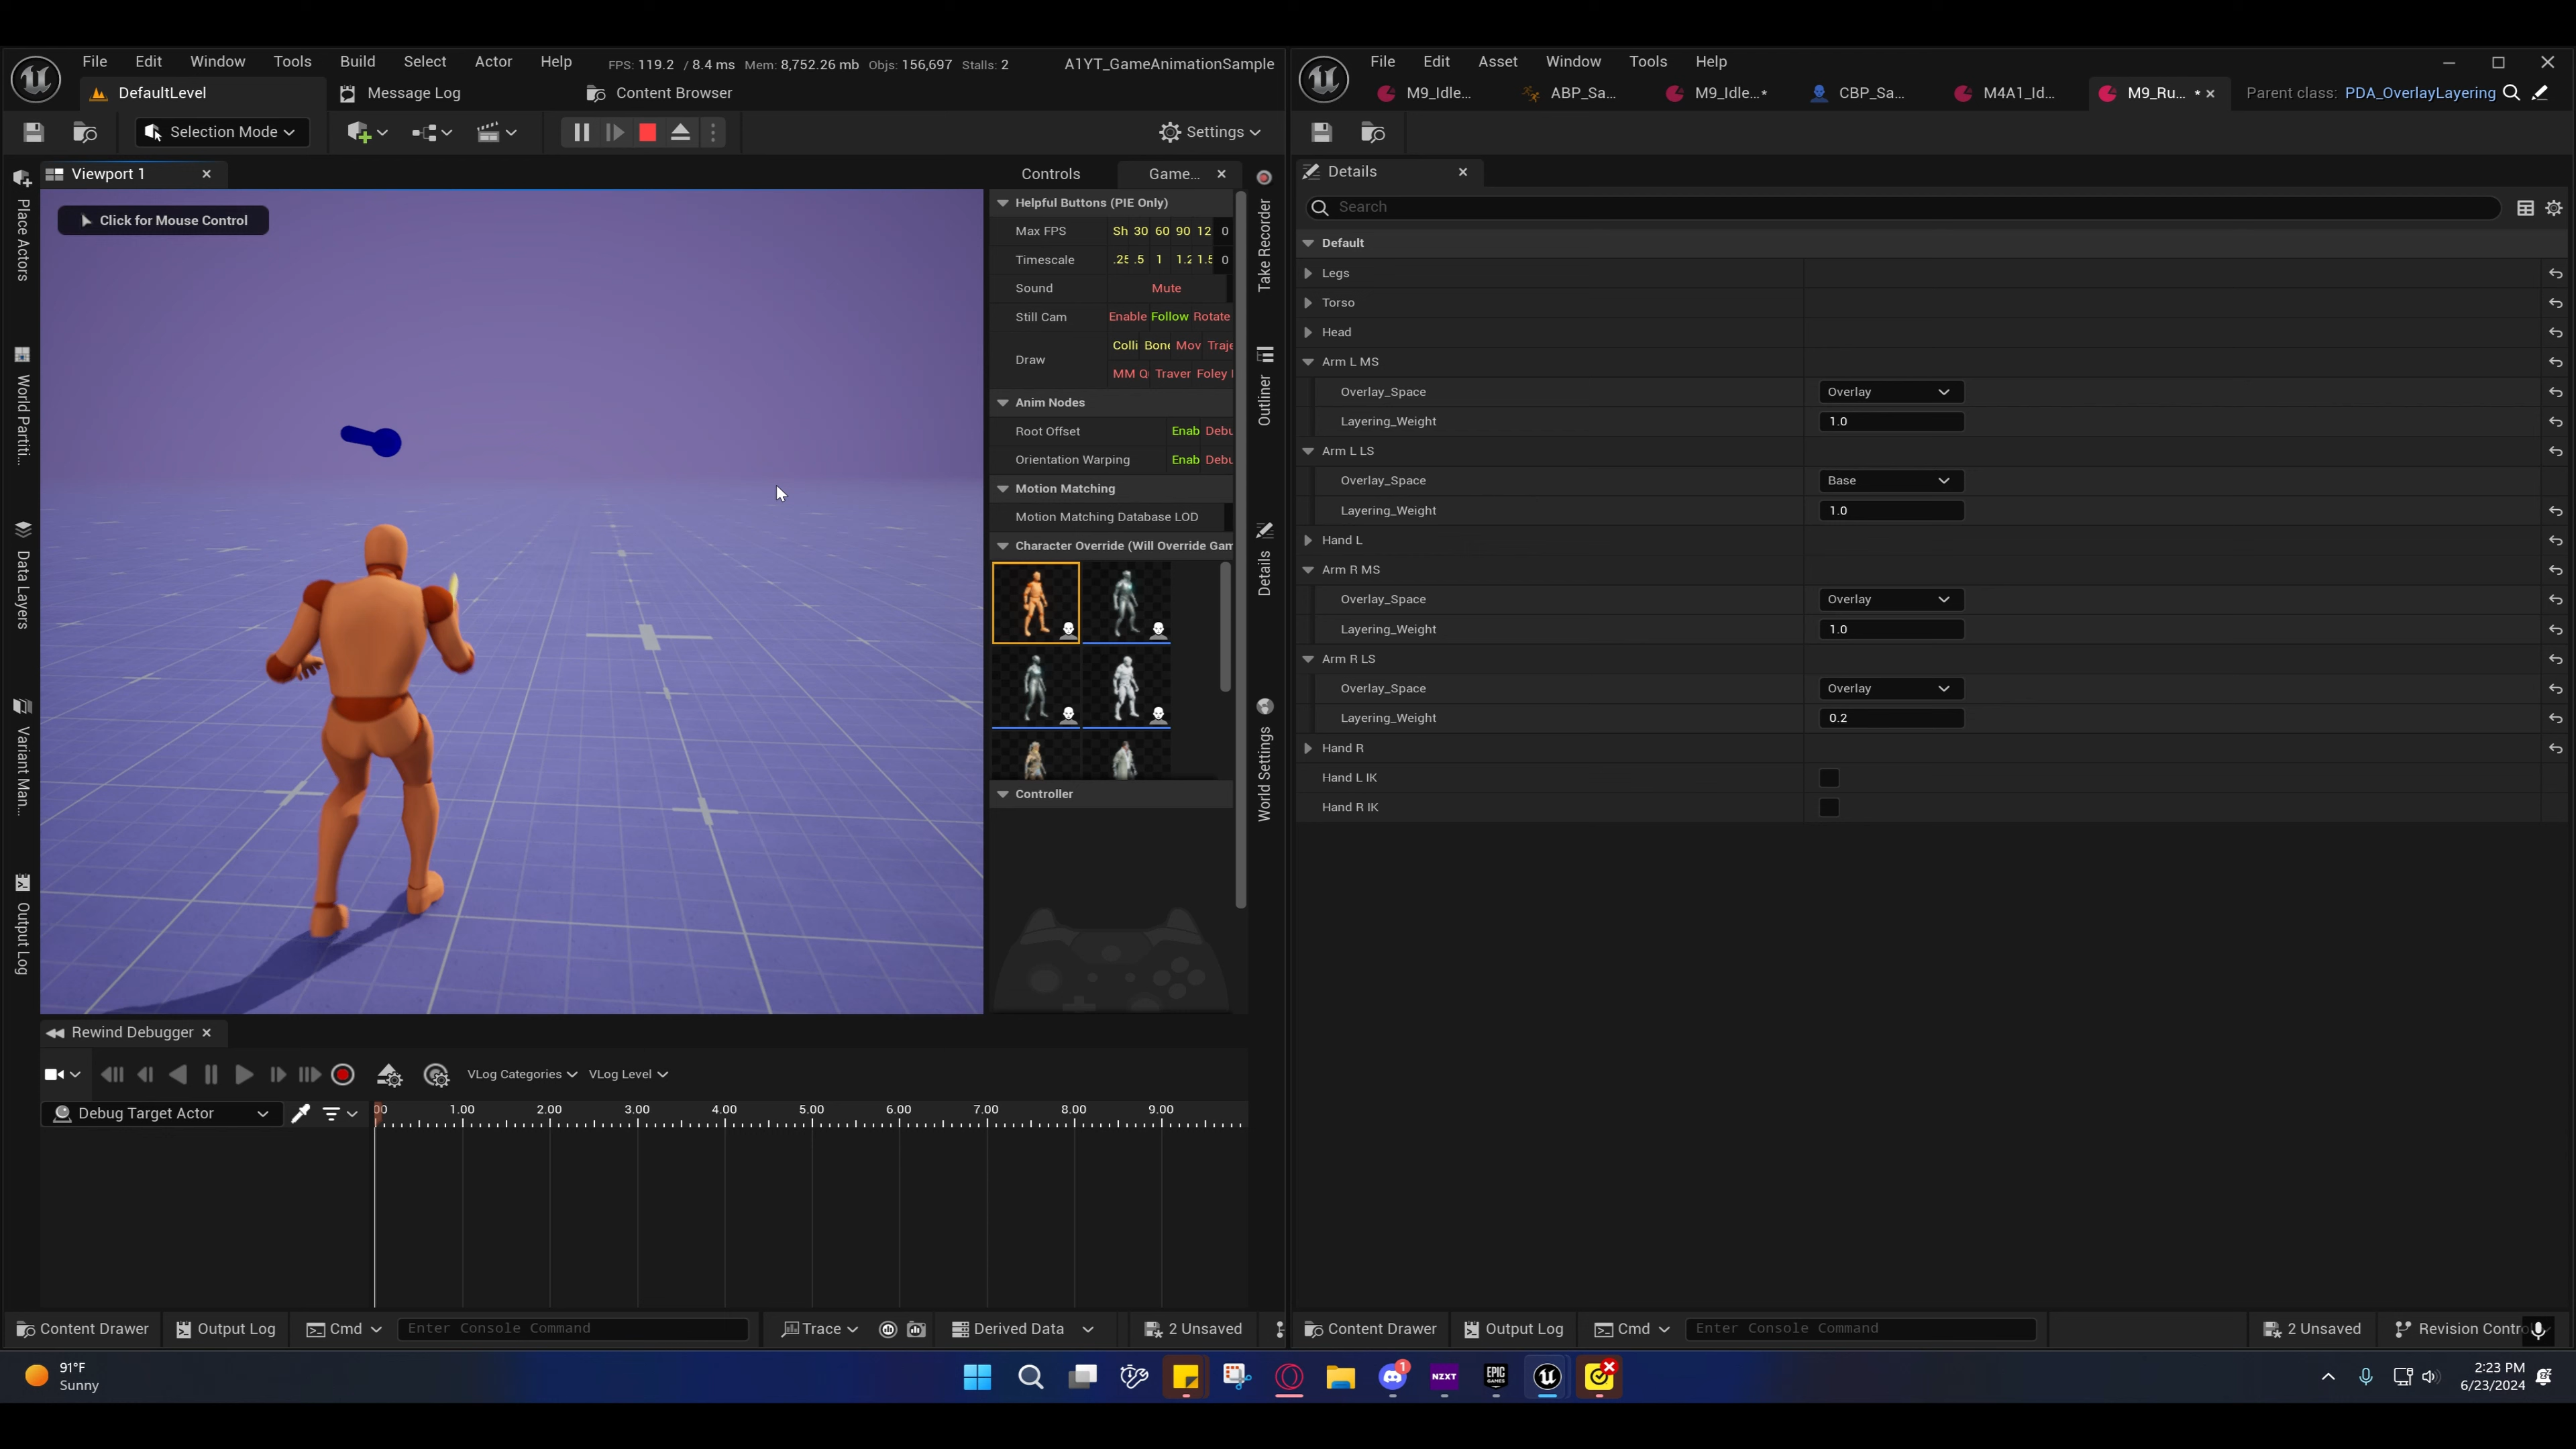 File Edit Window Tools Build Select Actor Help FPS: 119.2 / 8.4 ms Mem: 8,752.26 mb Objs: 156,697 Stalls: 2 A1YT_GameAnimationSample
DefaultLevel Message Log Content Browser
Selection Mode Settings
Viewport 1
Click for Mouse Control
Place Actors
World Partiti...
Data Layers
Variant Man...
Output Log
Controls Game...
Helpful Buttons (PIE Only)
Max FPS Sh 30 60 90 12 0
Timescale .25 .5 1 1.2 1.5 0
Sound Mute
Still Cam Enable Follow Rotate
Draw Colli Bone Mov Traje
MM Q Traver Foley
Anim Nodes
Root Offset Enab Debu
Orientation Warping Enab Debu
Motion Matching
Motion Matching Database LOD
Character Override (Will Override Gam
Controller
Take Recorder
Outliner
Details
World Settings
Rewind Debugger
VLog Categories VLog Level
Debug Target Actor
00 1.00 2.00 3.00 4.00 5.00 6.00 7.00 8.00 9.00
Content Drawer Output Log Cmd Enter Console Command Trace Derived Data 2 Unsaved
File Edit Asset Window Tools Help
M9_Idle... ABP_Sa... M9_Idle...* CBP_Sa... M4A1_Id... M9_Ru... * Parent class: PDA_OverlayLayering
Details
Search
Default
Legs
Torso
Head
Arm L MS
Overlay_Space Overlay
Layering_Weight 1.0
Arm L LS
Overlay_Space Base
Layering_Weight 1.0
Hand L
Arm R MS
Overlay_Space Overlay
Layering_Weight 1.0
Arm R LS
Overlay_Space Overlay
Layering_Weight 0.2
Hand R
Hand L IK
Hand R IK
Content Drawer Output Log Cmd Enter Console Command 2 Unsaved Revision Contro
91°F
Sunny
1
NZXT
EPIC GAMES
2:23 PM
6/23/2024